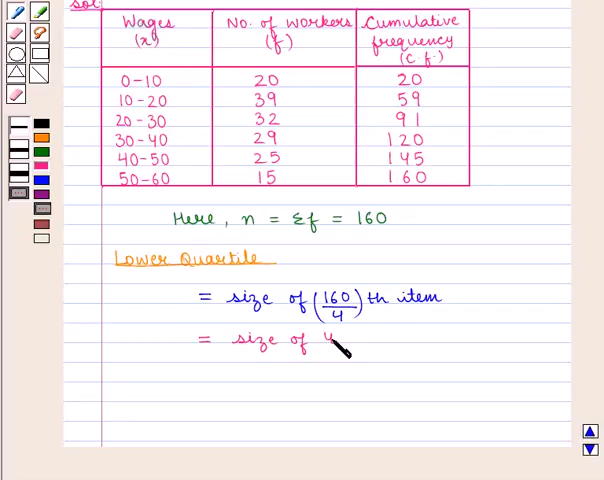 Sol:
Wages (x) No. of workers (f) Cumulative frequency (c.f.)
0-10 20 20
10-20 39 59
20-30 32 91
30-40 29 120
40-50 25 145
50-60 15 160
Here, n = Σf = 160
Lower Quartile
= size of (160/4)th item
= size of 4